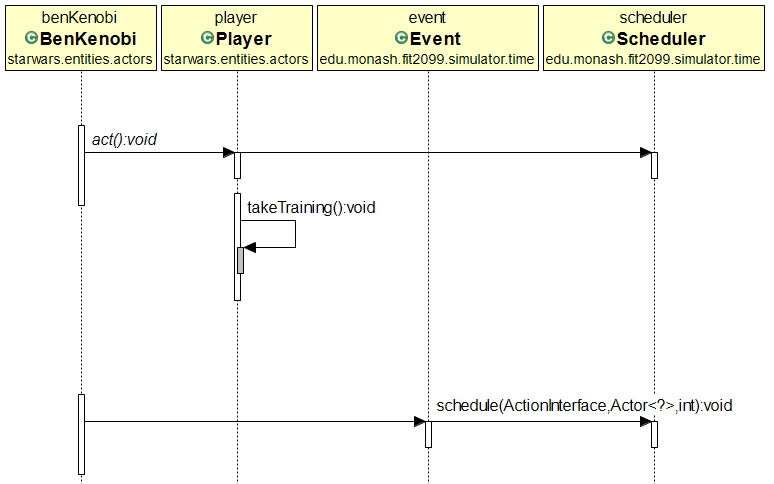 benKenobi
C BenKenobi
starwars.entities.actors
player
C Player
starwars.entities.actors
event
C Event
edu.monash.fit2099.simulator.time
scheduler
C Scheduler
edu.monash.fit2099.simulator.time
act():void
takeTraining():void
schedule(ActionInterface,Actor<?>,int):void